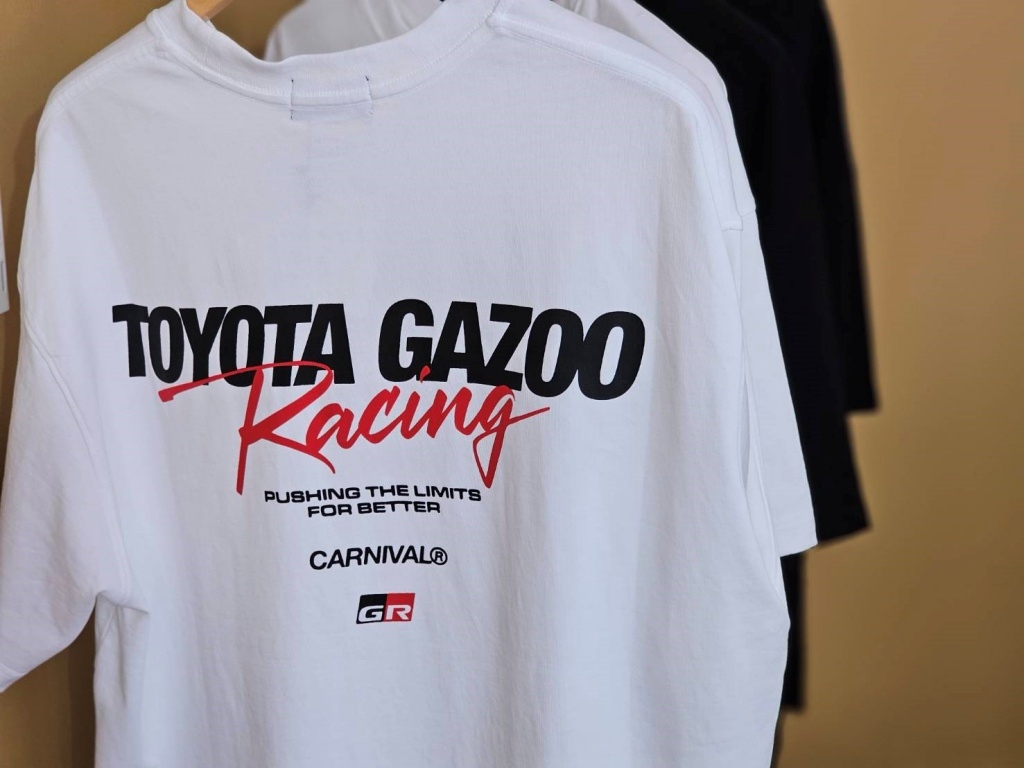 TOYOTA GAZOO
Racing
PUSHING THE LIMITS
FOR BETTER
CARNIVAL®
GR